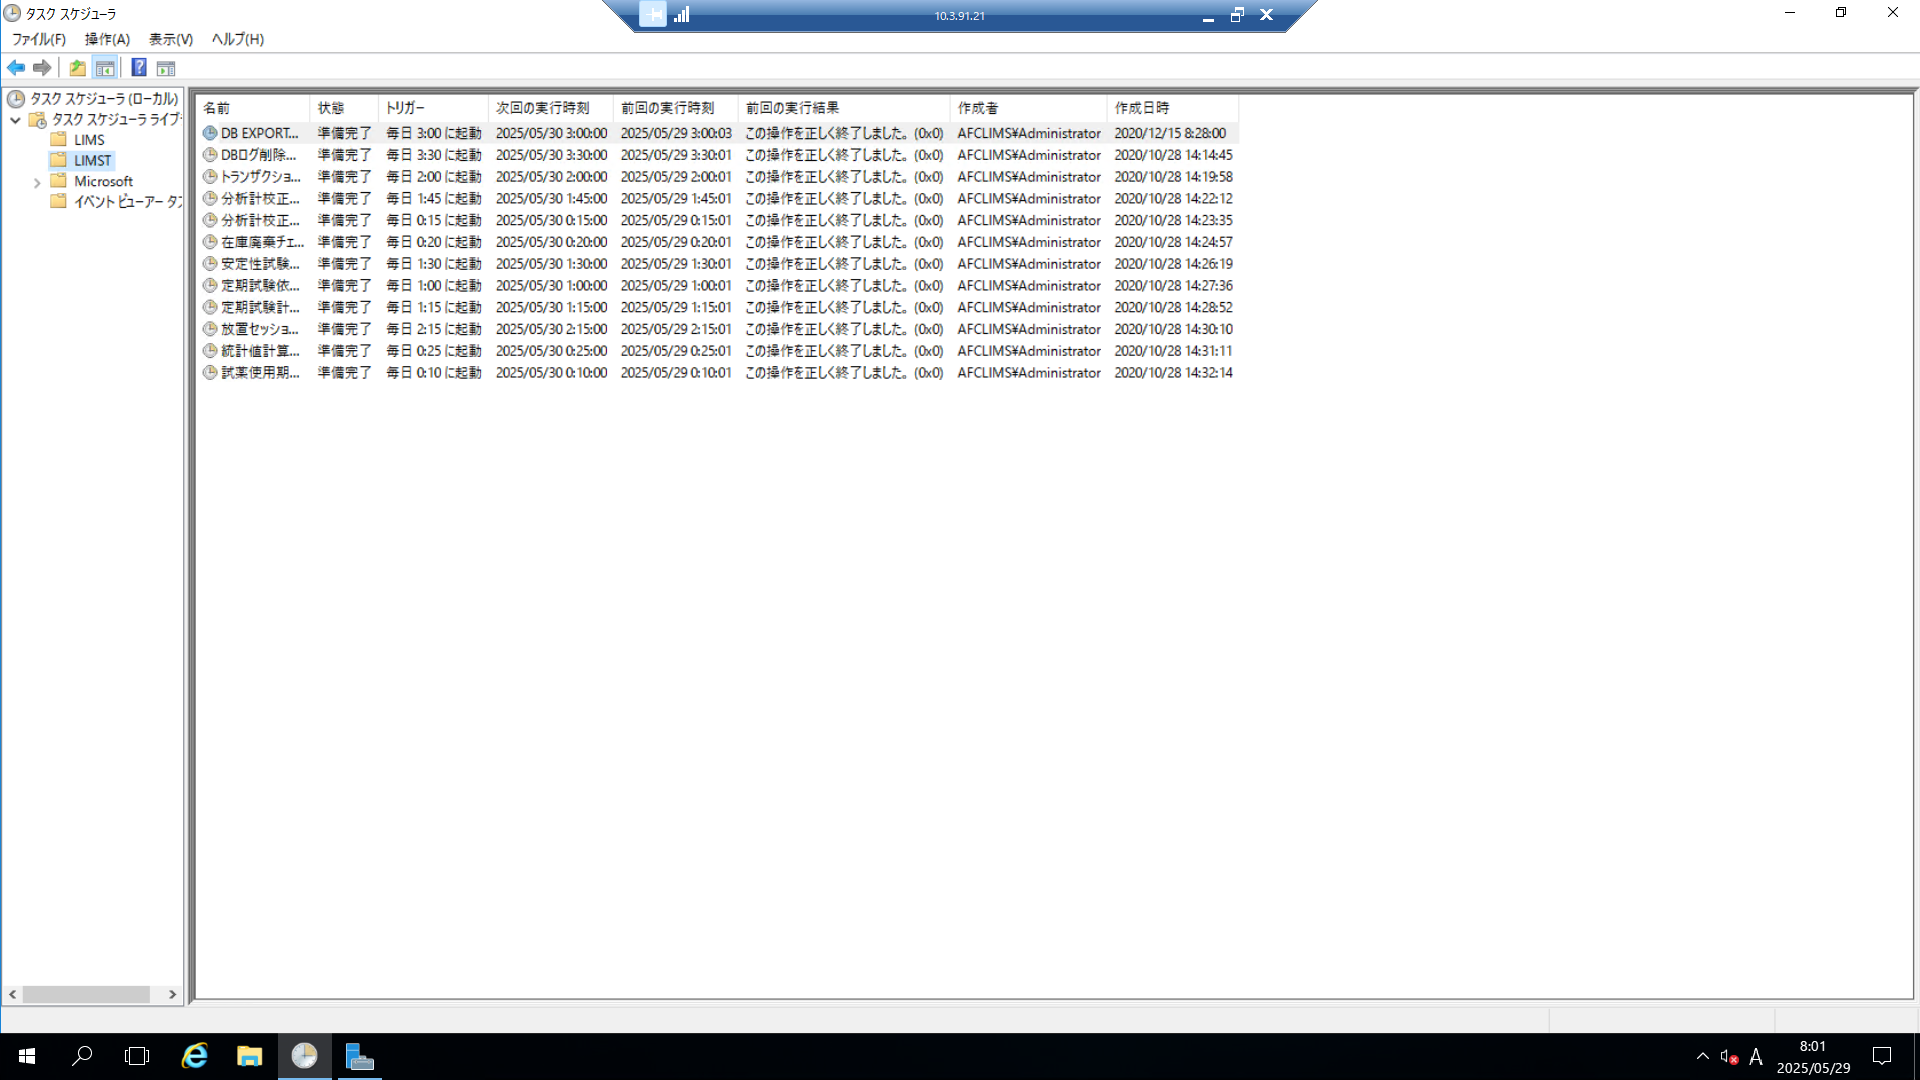 タスク スケジューラ
10.3.91.21
ファイル(F) 操作(A) 表示(V) ヘルプ(H)
タスク スケジューラ (ローカル)
タスク スケジューラ ライブ
LIMS
LIMST
Microsoft
イベント ビューアー タス
名前 状態 トリガー 次回の実行時刻 前回の実行時刻 前回の実行結果 作成者 作成日時
DB EXPORT... 準備完了 毎日 3:00 に起動 2025/05/30 3:00:00 2025/05/29 3:00:03 この操作を正しく終了しました。 (0x0) AFCLIMS¥Administrator 2020/12/15 8:28:00
DBログ削除... 準備完了 毎日 3:30 に起動 2025/05/30 3:30:00 2025/05/29 3:30:01 この操作を正しく終了しました。 (0x0) AFCLIMS¥Administrator 2020/10/28 14:14:45
トランザクショ... 準備完了 毎日 2:00 に起動 2025/05/30 2:00:00 2025/05/29 2:00:01 この操作を正しく終了しました。 (0x0) AFCLIMS¥Administrator 2020/10/28 14:19:58
分析計校正... 準備完了 毎日 1:45 に起動 2025/05/30 1:45:00 2025/05/29 1:45:01 この操作を正しく終了しました。 (0x0) AFCLIMS¥Administrator 2020/10/28 14:22:12
分析計校正... 準備完了 毎日 0:15 に起動 2025/05/30 0:15:00 2025/05/29 0:15:01 この操作を正しく終了しました。 (0x0) AFCLIMS¥Administrator 2020/10/28 14:23:35
在庫廃棄チェ... 準備完了 毎日 0:20 に起動 2025/05/30 0:20:00 2025/05/29 0:20:01 この操作を正しく終了しました。 (0x0) AFCLIMS¥Administrator 2020/10/28 14:24:57
安定性試験... 準備完了 毎日 1:30 に起動 2025/05/30 1:30:00 2025/05/29 1:30:01 この操作を正しく終了しました。 (0x0) AFCLIMS¥Administrator 2020/10/28 14:26:19
定期試験依... 準備完了 毎日 1:00 に起動 2025/05/30 1:00:00 2025/05/29 1:00:01 この操作を正しく終了しました。 (0x0) AFCLIMS¥Administrator 2020/10/28 14:27:36
定期試験計... 準備完了 毎日 1:15 に起動 2025/05/30 1:15:00 2025/05/29 1:15:01 この操作を正しく終了しました。 (0x0) AFCLIMS¥Administrator 2020/10/28 14:28:52
放置セッショ... 準備完了 毎日 2:15 に起動 2025/05/30 2:15:00 2025/05/29 2:15:01 この操作を正しく終了しました。 (0x0) AFCLIMS¥Administrator 2020/10/28 14:30:10
統計値計算... 準備完了 毎日 0:25 に起動 2025/05/30 0:25:00 2025/05/29 0:25:01 この操作を正しく終了しました。 (0x0) AFCLIMS¥Administrator 2020/10/28 14:31:11
試薬使用期... 準備完了 毎日 0:10 に起動 2025/05/30 0:10:00 2025/05/29 0:10:01 この操作を正しく終了しました。 (0x0) AFCLIMS¥Administrator 2020/10/28 14:32:14
A
8:01
2025/05/29